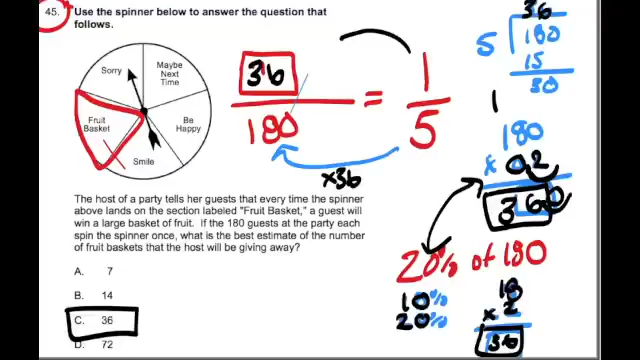 45. Use the spinner below to answer the question that
follows.
Sorry
Maybe
Next
Time
Fruit
Basket
Be
Happy
Smile
36
180
=
1
5
×36
36
5 180
15
30
1
180
× 0.2
360
20% of 180
10% 18
20% × 2
36
The host of a party tells her guests that every time the spinner
above lands on the section labeled "Fruit Basket," a guest will
win a large basket of fruit. If the 180 guests at the party each
spin the spinner once, what is the best estimate of the number
of fruit baskets that the host will be giving away?
A. 7
B. 14
C. 36
D. 72